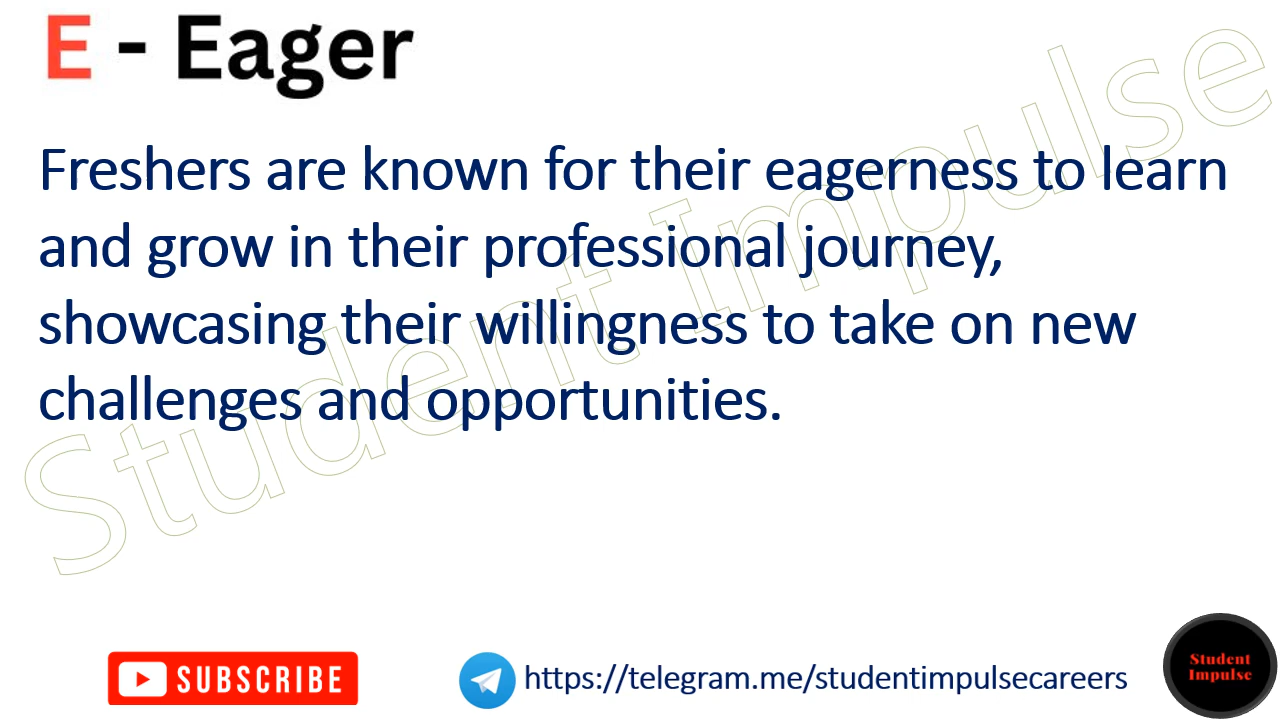 E - Eager
Freshers are known for their eagerness to learn
and grow in their professional journey,
showcasing their willingness to take on new
challenges and opportunities.
Student Impulse
SUBSCRIBE
https://telegram.me/studentimpulsecareers
Student
Impulse